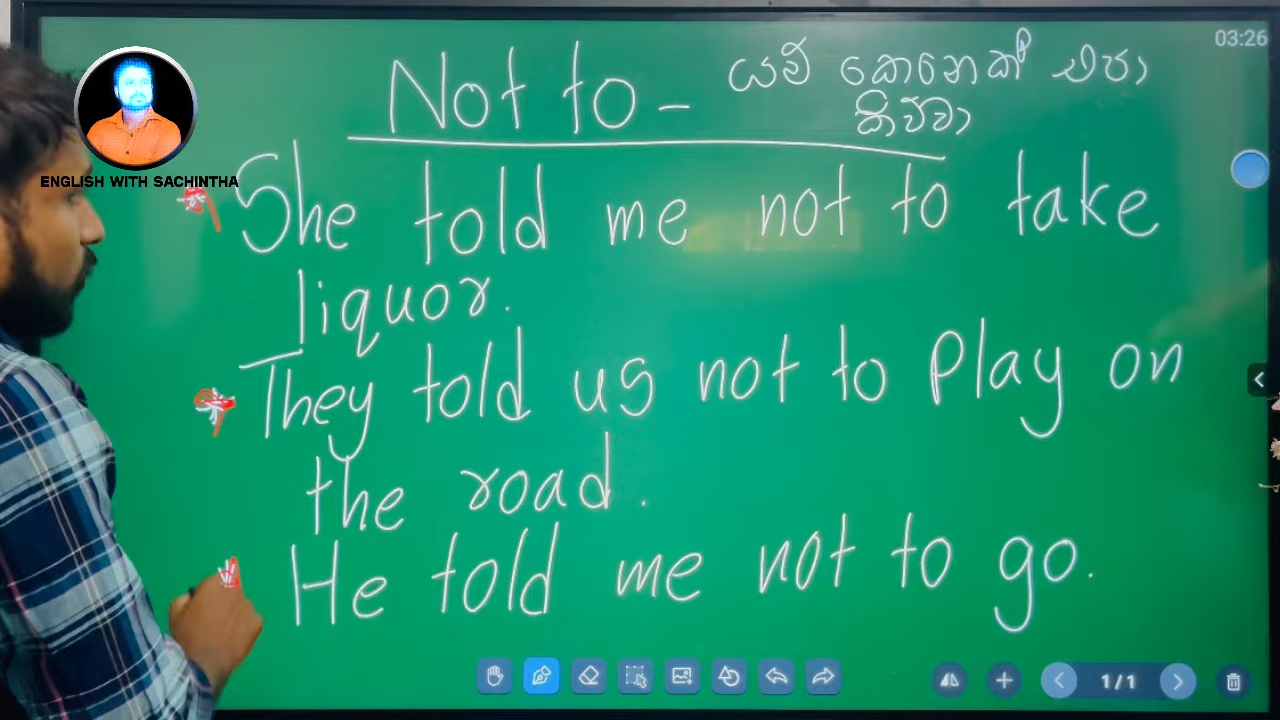 Not to - යම් කෙනෙක් එපා
කිව්වා
03:26
ENGLISH WITH SACHINTHA
She told me not to take
liquor.
They told us not to Play on
the road.
He told me not to go.
1/1